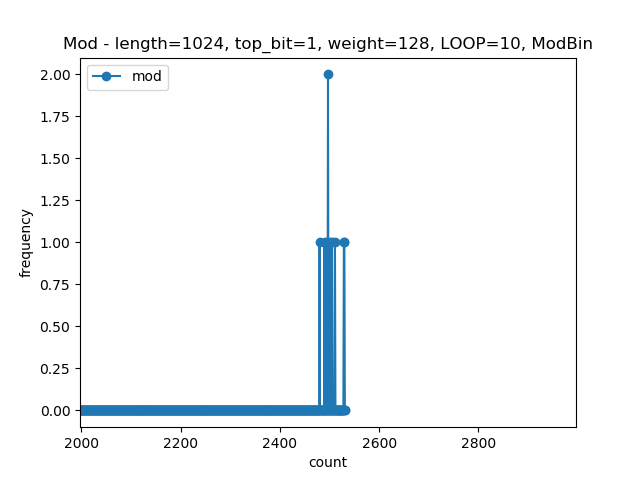 Mod - length=1024, top_bit=1, weight=128, LOOP=10, ModBin
mod
2.00
1.75
1.50
1.25
1.00
0.75
0.50
0.25
0.00
frequency
2000 2200 2400 2600 2800
count